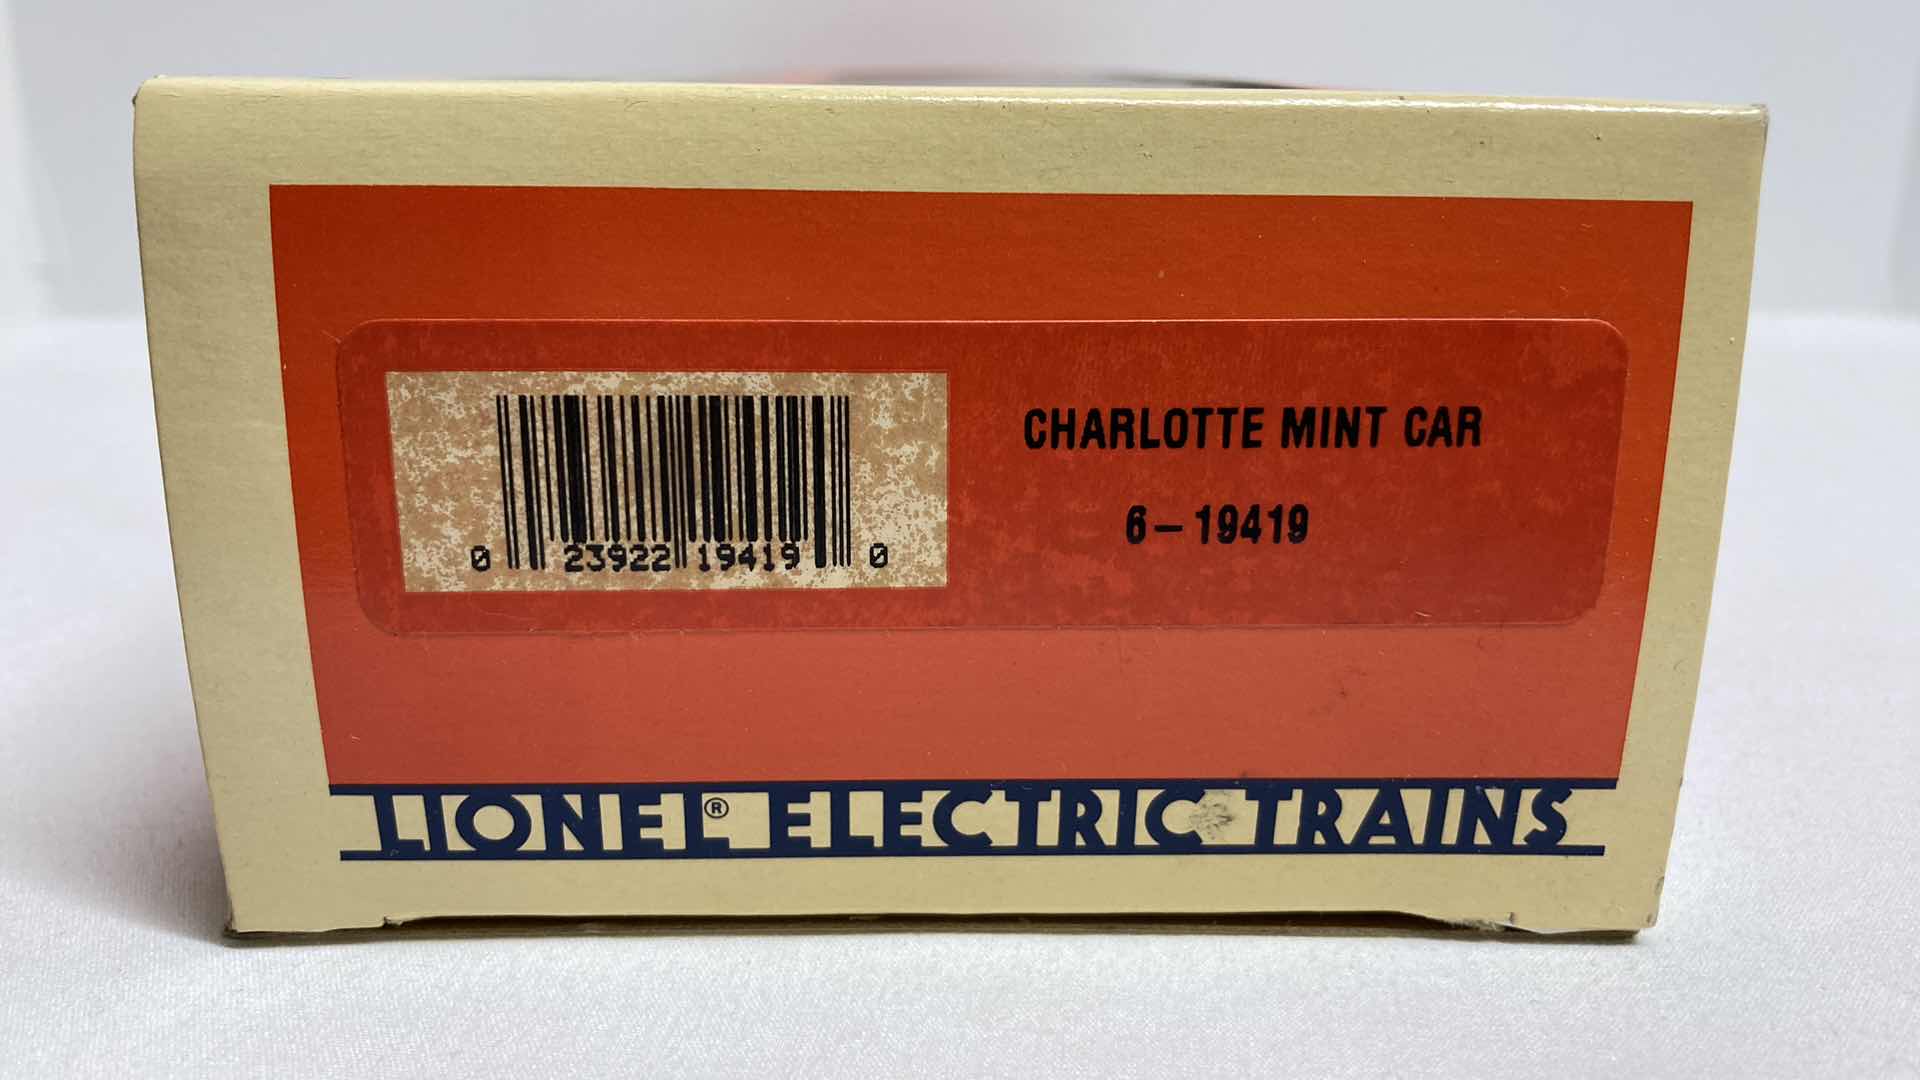 CHARLOTTE MINT CAR
6-19419
0 23922 19419 0
LIONEL® ELECTRIC TRAINS